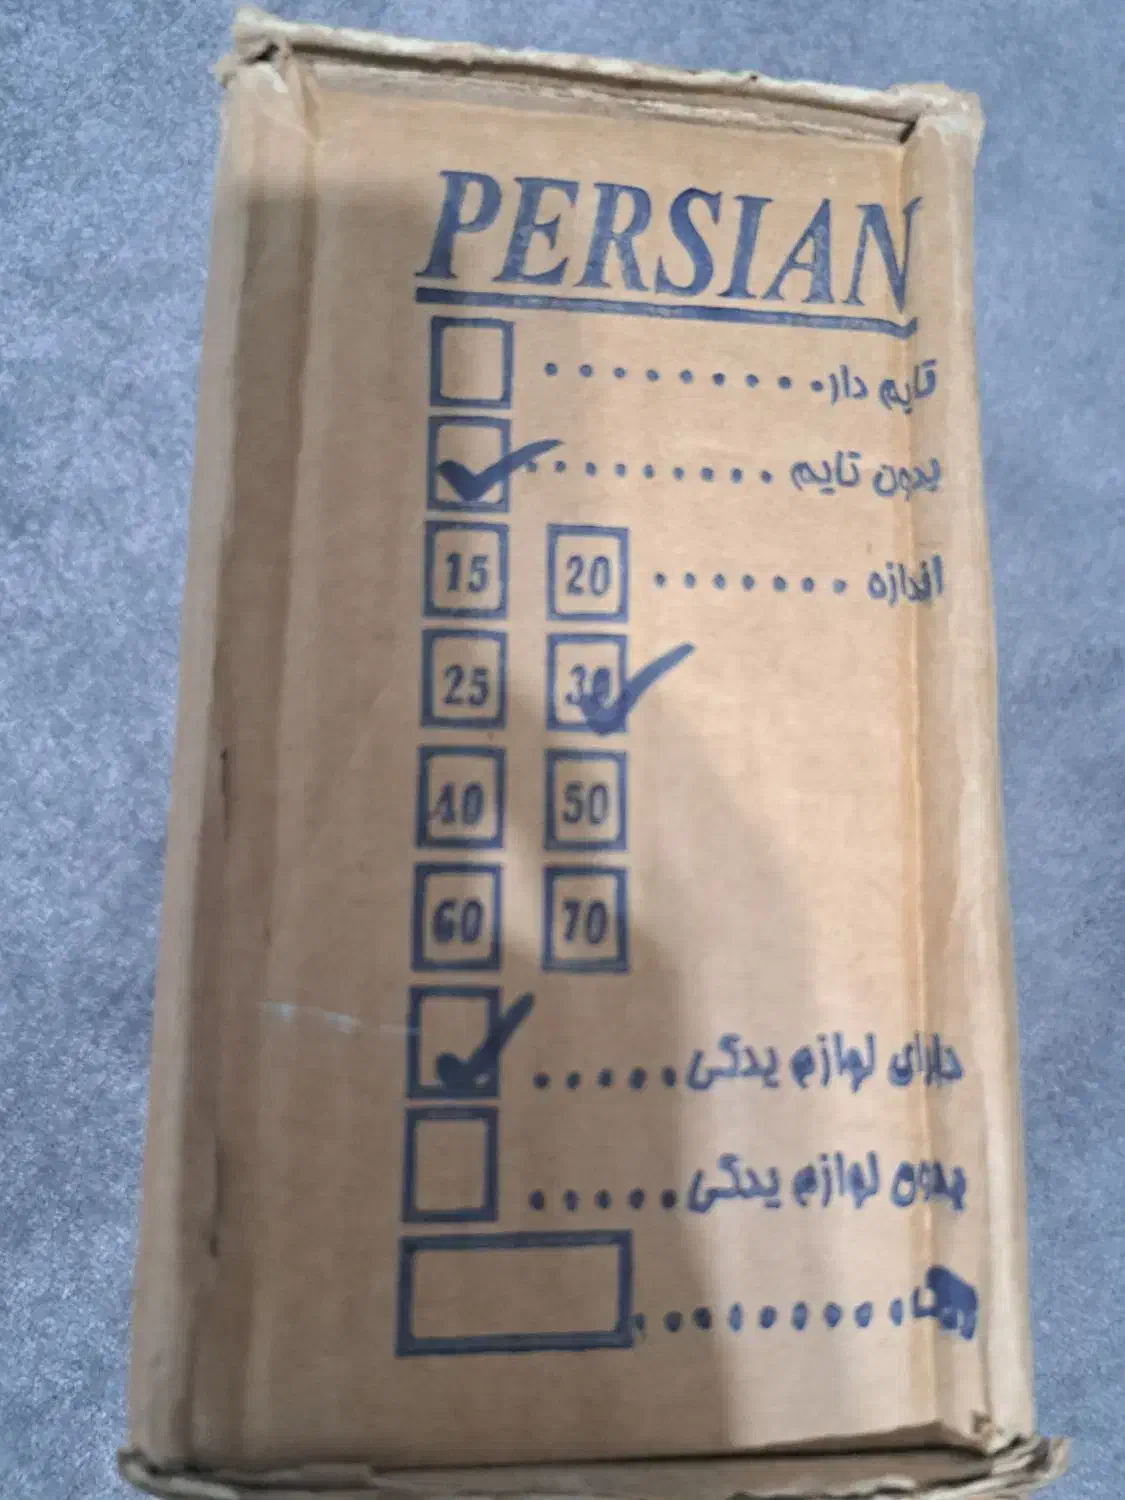 PERSIAN
تایم دار..........
بدون تایم.........
اندازه....... 20 15
30 25
50 40
70 60
دارای لوازم یدکی.....
بدون لوازم یدکی.....